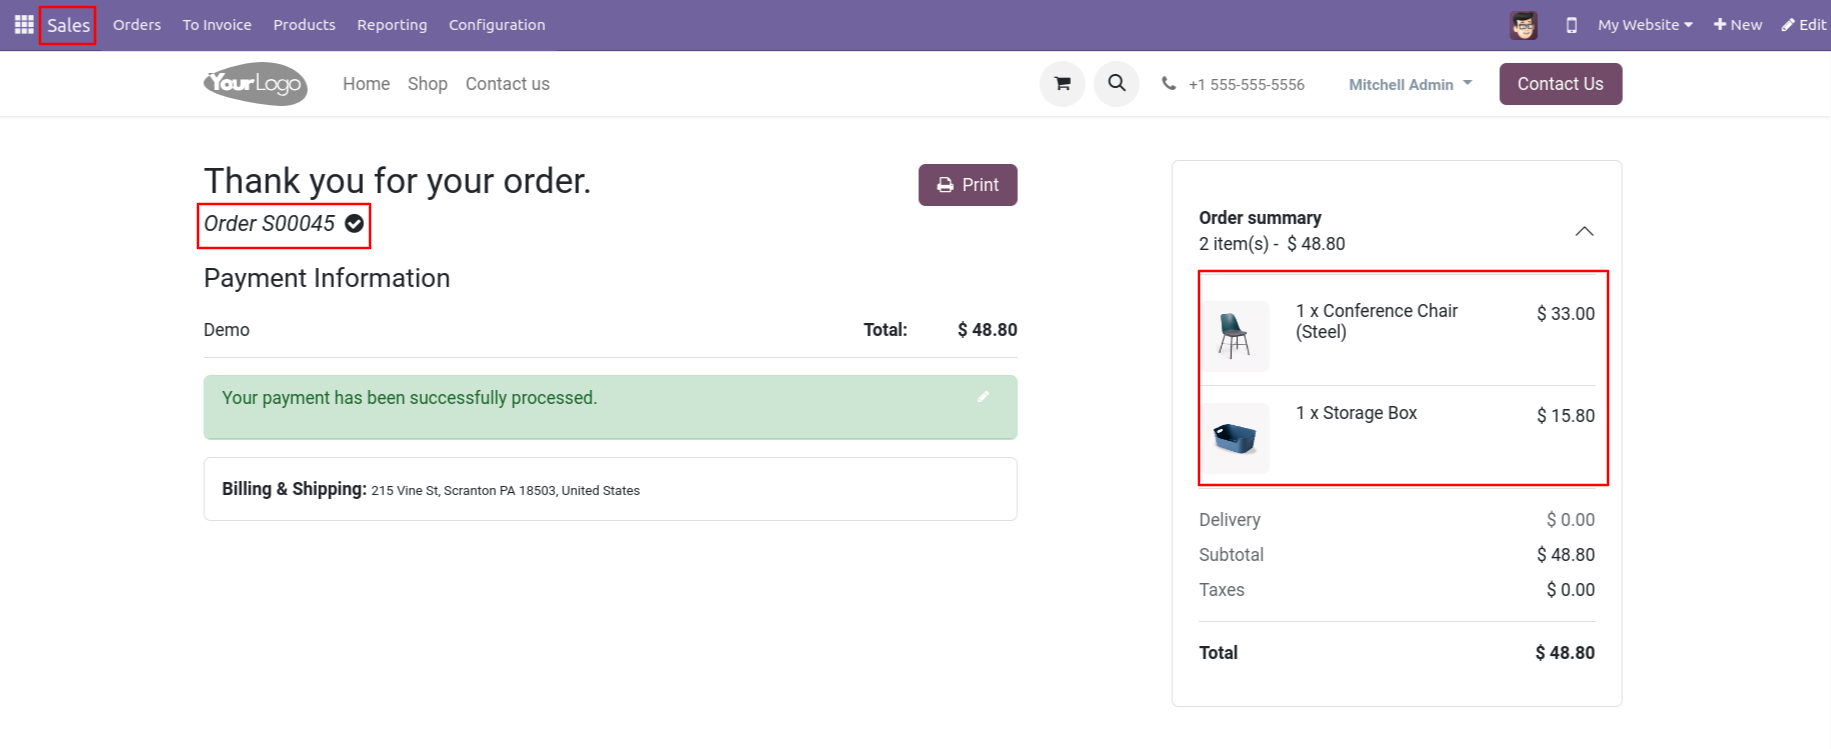 Sales Orders To Invoice Products Reporting Configuration My Website New Edit
YourLogo Home Shop Contact us +1 555-555-5556 Mitchell Admin Contact Us
Thank you for your order.
Print
Order S00045
Payment Information
Demo Total: $ 48.80
Your payment has been successfully processed.
Billing & Shipping: 215 Vine St, Scranton PA 18503, United States
Order summary
2 item(s) - $ 48.80
1 x Conference Chair $ 33.00
(Steel)
1 x Storage Box $ 15.80
Delivery $ 0.00
Subtotal $ 48.80
Taxes $ 0.00
Total $ 48.80